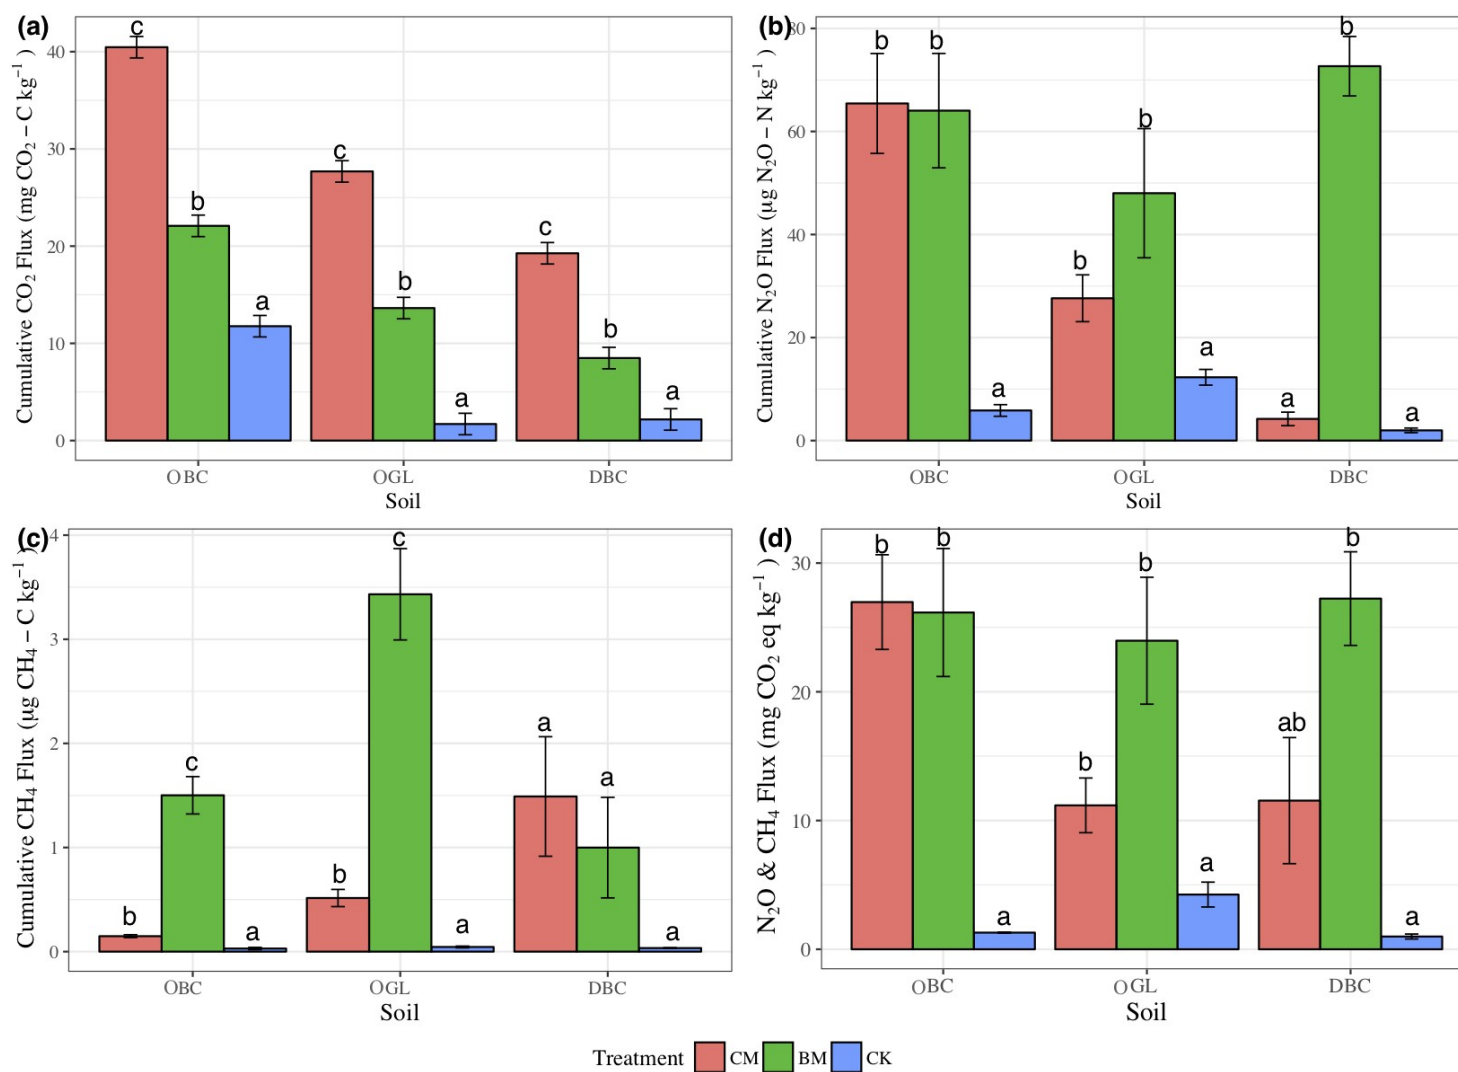 (a)
Cumulative CO₂ Flux (mg CO₂ – C kg⁻¹ )
40
30
20
10
0
c
b
a
c
b
a
c
b
a
OBC
OGL
DBC
Soil
(b)
Cumulative N₂O Flux (µg N₂O – N kg⁻¹ )
80
60
40
20
0
b
b
a
b
b
a
a
b
a
OBC
OGL
DBC
Soil
(c)
Cumulative CH₄ Flux (µg CH₄ – C kg⁻¹ )
4
3
2
1
0
b
c
a
b
c
a
a
a
a
OBC
OGL
DBC
Soil
(d)
N₂O & CH₄ Flux (mg CO₂ eq kg⁻¹ )
30
20
10
0
b
b
a
b
b
a
ab
b
a
OBC
OGL
DBC
Soil
Treatment CM BM CK